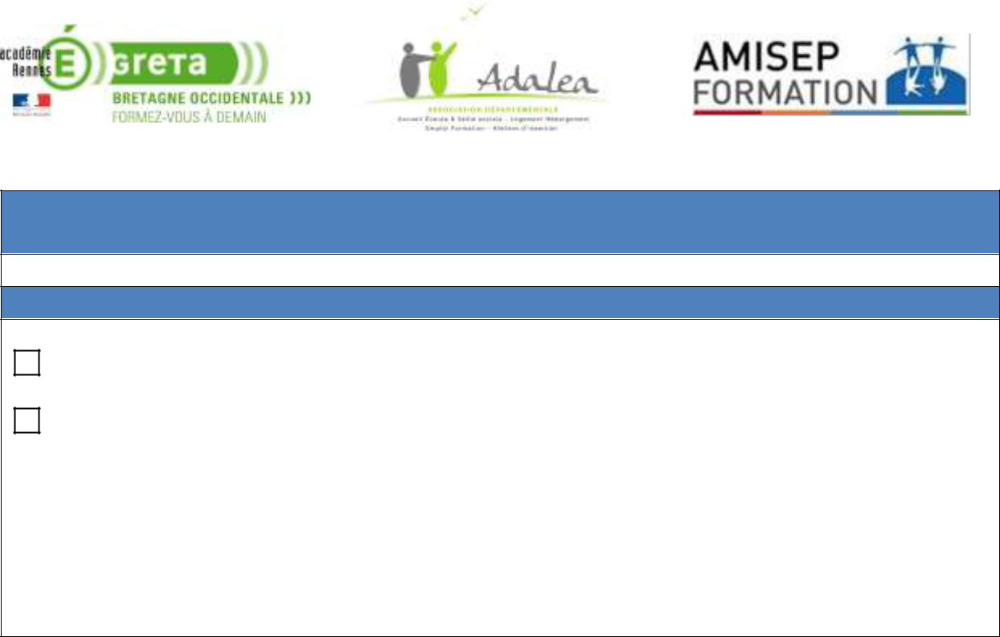 académie
Rennes
É GRETA
BRETAGNE OCCIDENTALE )))
FORMEZ-VOUS À DEMAIN
Adalea
ASSOCIATION DÉPARTEMENTALE
Accueil Écoute & Veille sociale - Logement Hébergement
Emploi Formation - Ateliers d'insertion
AMISEP
FORMATION